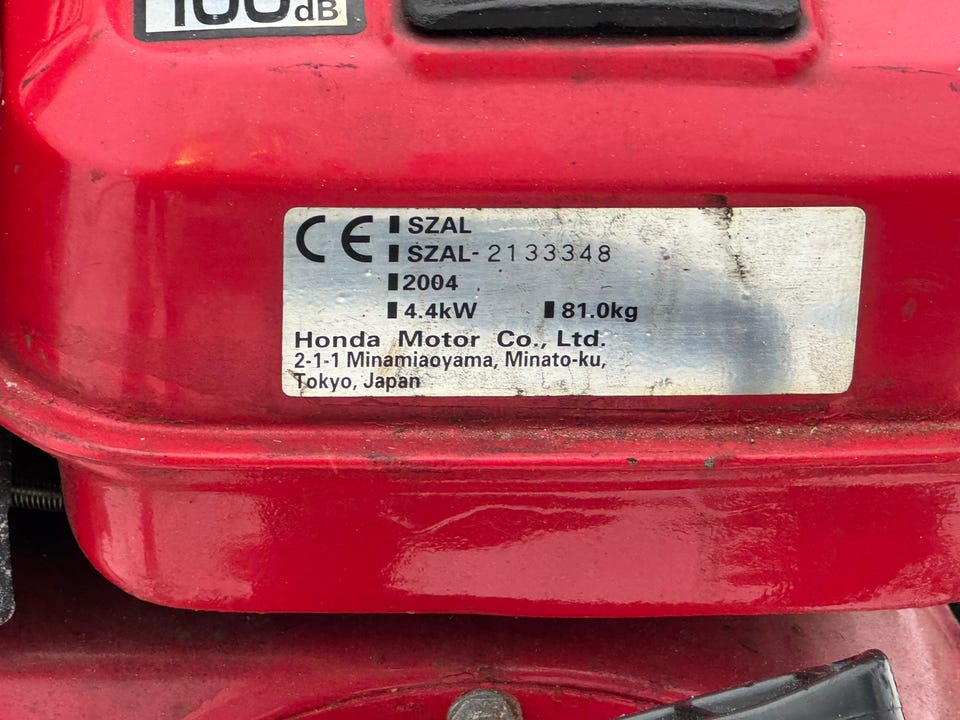 100dB
CE SZAL
SZAL-2133348
2004
4.4kW 81.0kg
Honda Motor Co., Ltd.
2-1-1 Minamiaoyama, Minato-ku,
Tokyo, Japan